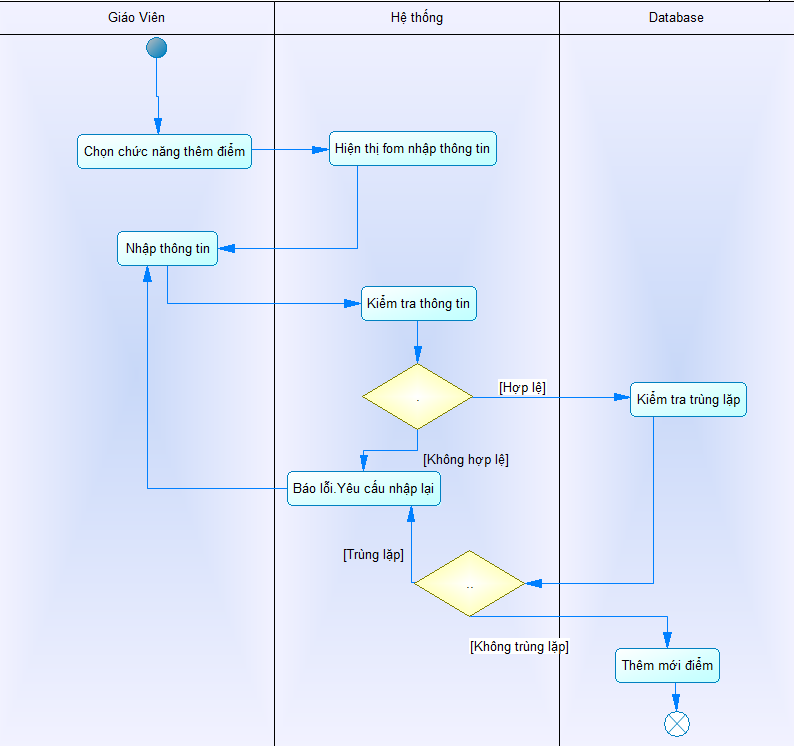 Giáo Viên
Hệ thống
Database
Chọn chức năng thêm điểm
Hiện thị fom nhập thông tin
Nhập thông tin
Kiểm tra thông tin
.
[Hợp lệ]
Kiểm tra trùng lặp
[Không hợp lệ]
Báo lỗi.Yêu cấu nhập lại
[Trùng lặp]
..
[Không trùng lặp]
Thêm mới điểm